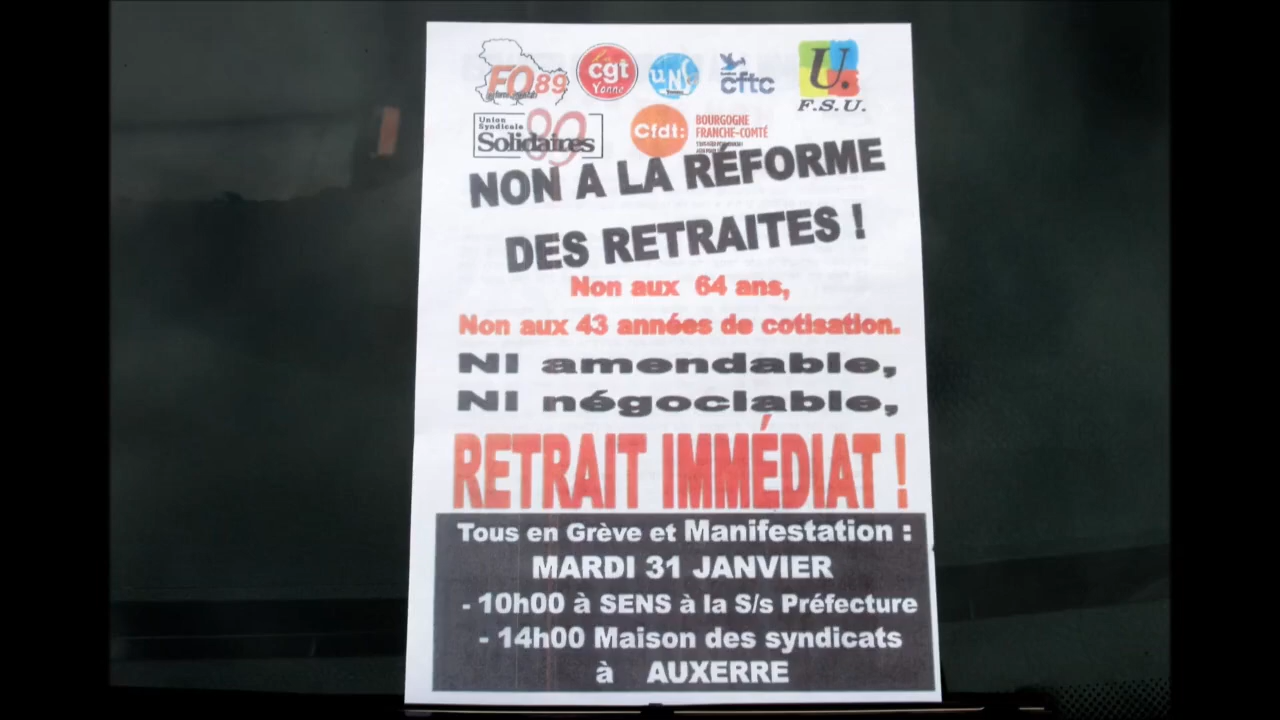 FO89
la cgt
Yonne
UNSA
cftc
U.
F.S.U.
Union
Syndicale
Solidaires
89
Cfdt:
BOURGOGNE
FRANCHE-COMTÉ
NON A LA RÉFORME
DES RETRAITES !
Non aux 64 ans,
Non aux 43 années de cotisation.
NI amendable,
NI négociable,
RETRAIT IMMÉDIAT !
Tous en Grève et Manifestation :
MARDI 31 JANVIER
- 10h00 à SENS à la S/s Préfecture
- 14h00 Maison des syndicats
à AUXERRE